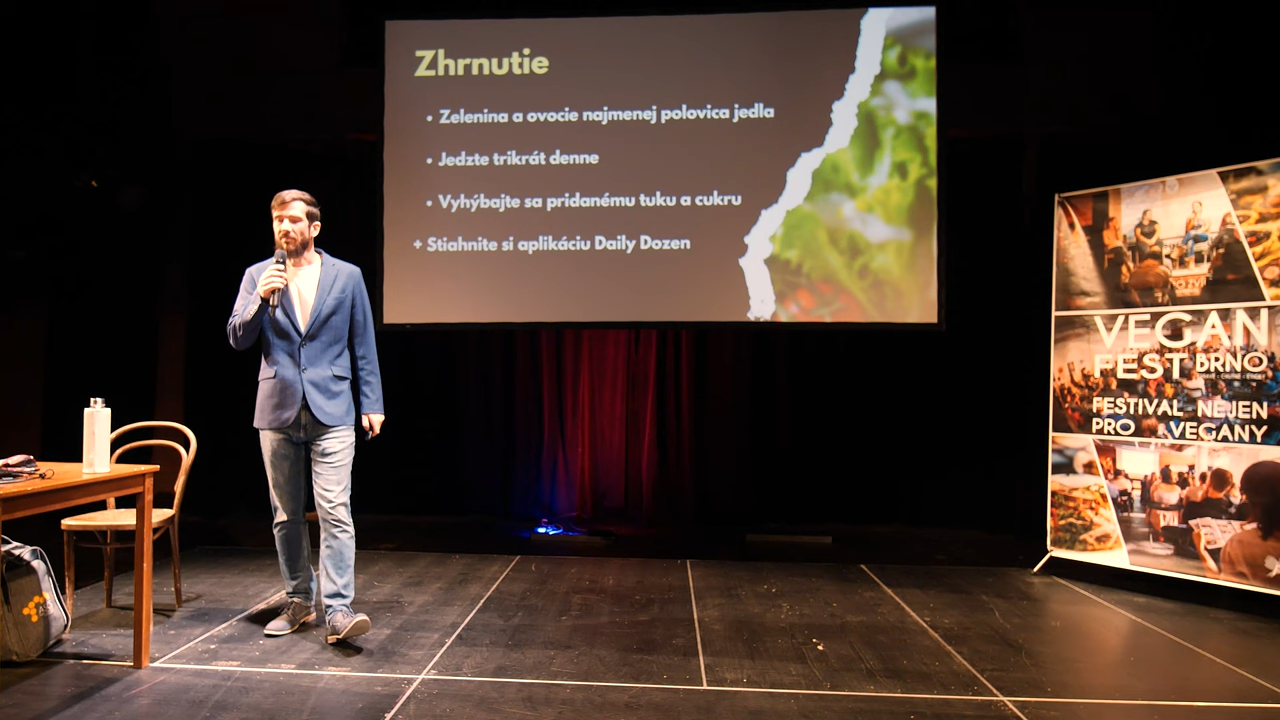 Zhrnutie
• Zelenina a ovocie najmenej polovica jedla
• Jedzte trikrát denne
• Vyhýbajte sa pridanému tuku a cukru
+ Stiahnite si aplikáciu Daily Dozen
VEGAN
FEST BRNO
FESTIVAL NEJEN
PRO VEGANY